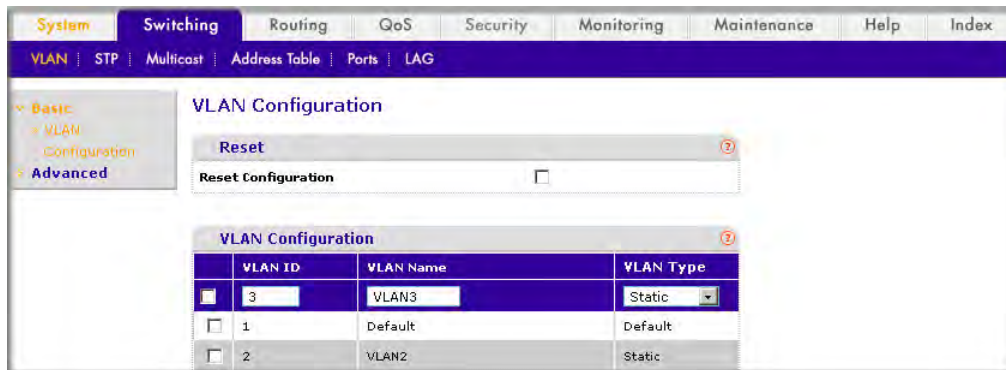 System Switching Routing QoS Security Monitoring Maintenance Help Index
VLAN STP Multicast Address Table Ports LAG
Basic
VLAN
Configuration
Advanced
VLAN Configuration
Reset ?
Reset Configuration
VLAN Configuration ?
VLAN ID VLAN Name VLAN Type
3 VLAN3 Static
1 Default Default
2 VLAN2 Static